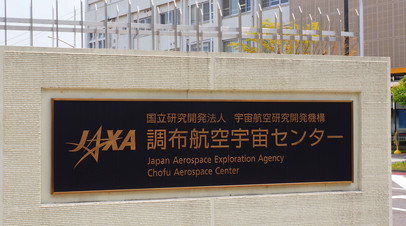 国立研究開発法人 宇宙航空研究開発機構
JAXA 調布航空宇宙センター
Japan Aerospace Exploration Agency
Chofu Aerospace Center